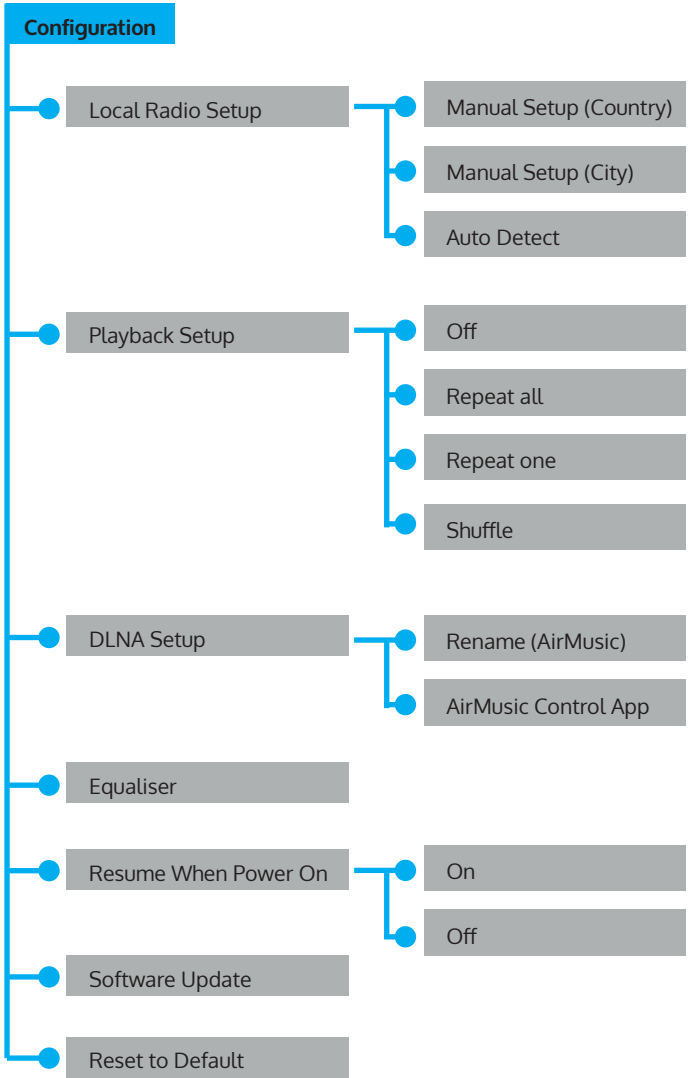 Configuration
Local Radio Setup
Manual Setup (Country)
Manual Setup (City)
Auto Detect
Playback Setup
Off
Repeat all
Repeat one
Shuffle
DLNA Setup
Rename (AirMusic)
AirMusic Control App
Equaliser
Resume When Power On
On
Off
Software Update
Reset to Default